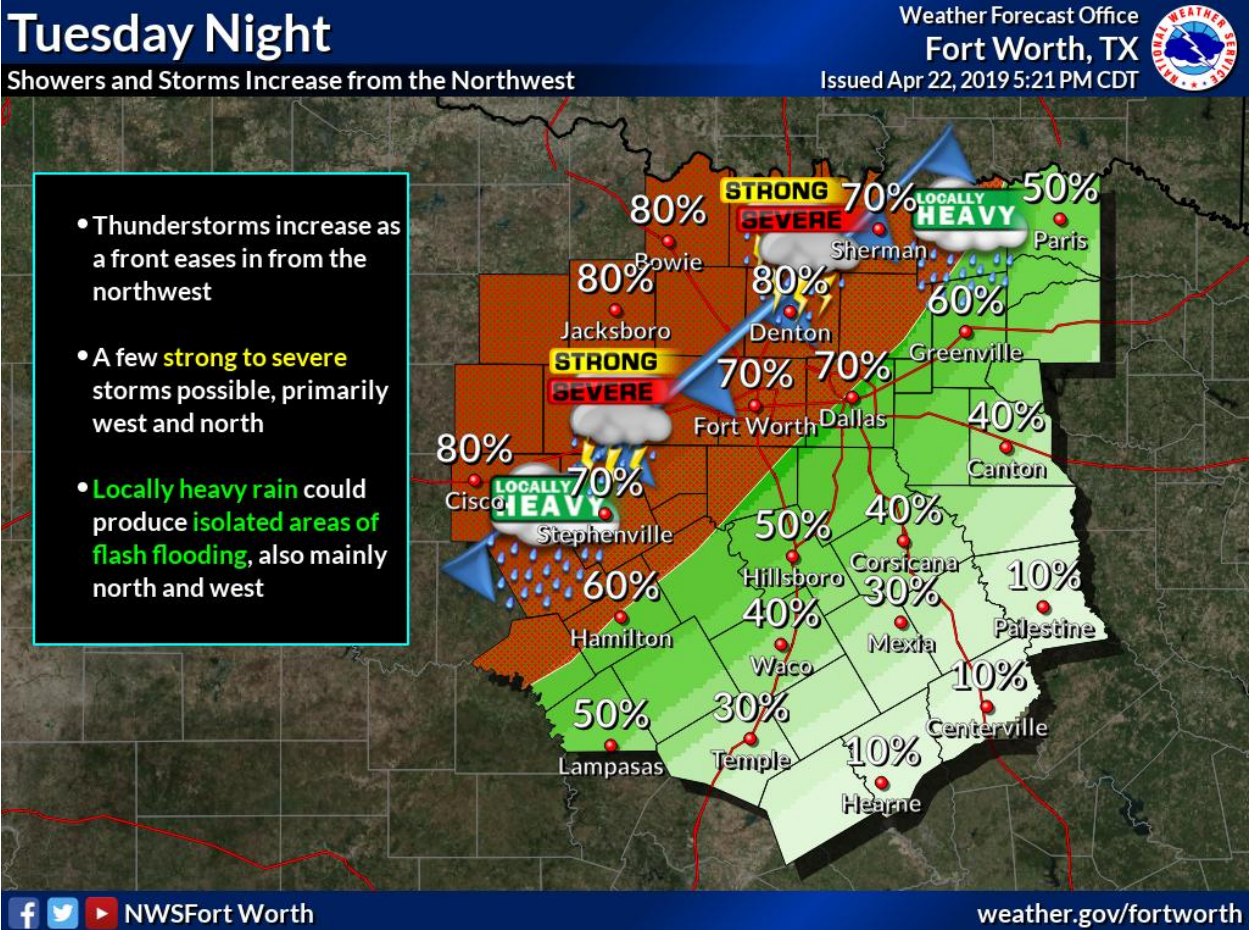 Tuesday Night
Showers and Storms Increase from the Northwest
Weather Forecast Office
Fort Worth, TX
Issued Apr 22, 2019 5:21 PM CDT
NATIONAL WEATHER SERVICE
• Thunderstorms increase as
a front eases in from the
northwest
• A few strong to severe
storms possible, primarily
west and north
• Locally heavy rain could
produce isolated areas of
flash flooding, also mainly
north and west
80%
Bowie
STRONG
SEVERE
70%
Sherman
LOCALLY
HEAVY
50%
Paris
80%
Jacksboro
80%
Denton
60%
Greenville
STRONG
SEVERE
70%
Fort Worth
70%
Dallas
40%
Canton
80%
Cisco
LOCALLY
HEAVY
70%
Stephenville
50%
Hillsboro
40%
Corsicana
60%
Hamilton
40%
Waco
30%
Mexia
10%
Palestine
50%
Lampasas
30%
Temple
10%
Centerville
10%
Hearne
NWSFort Worth
weather.gov/fortworth